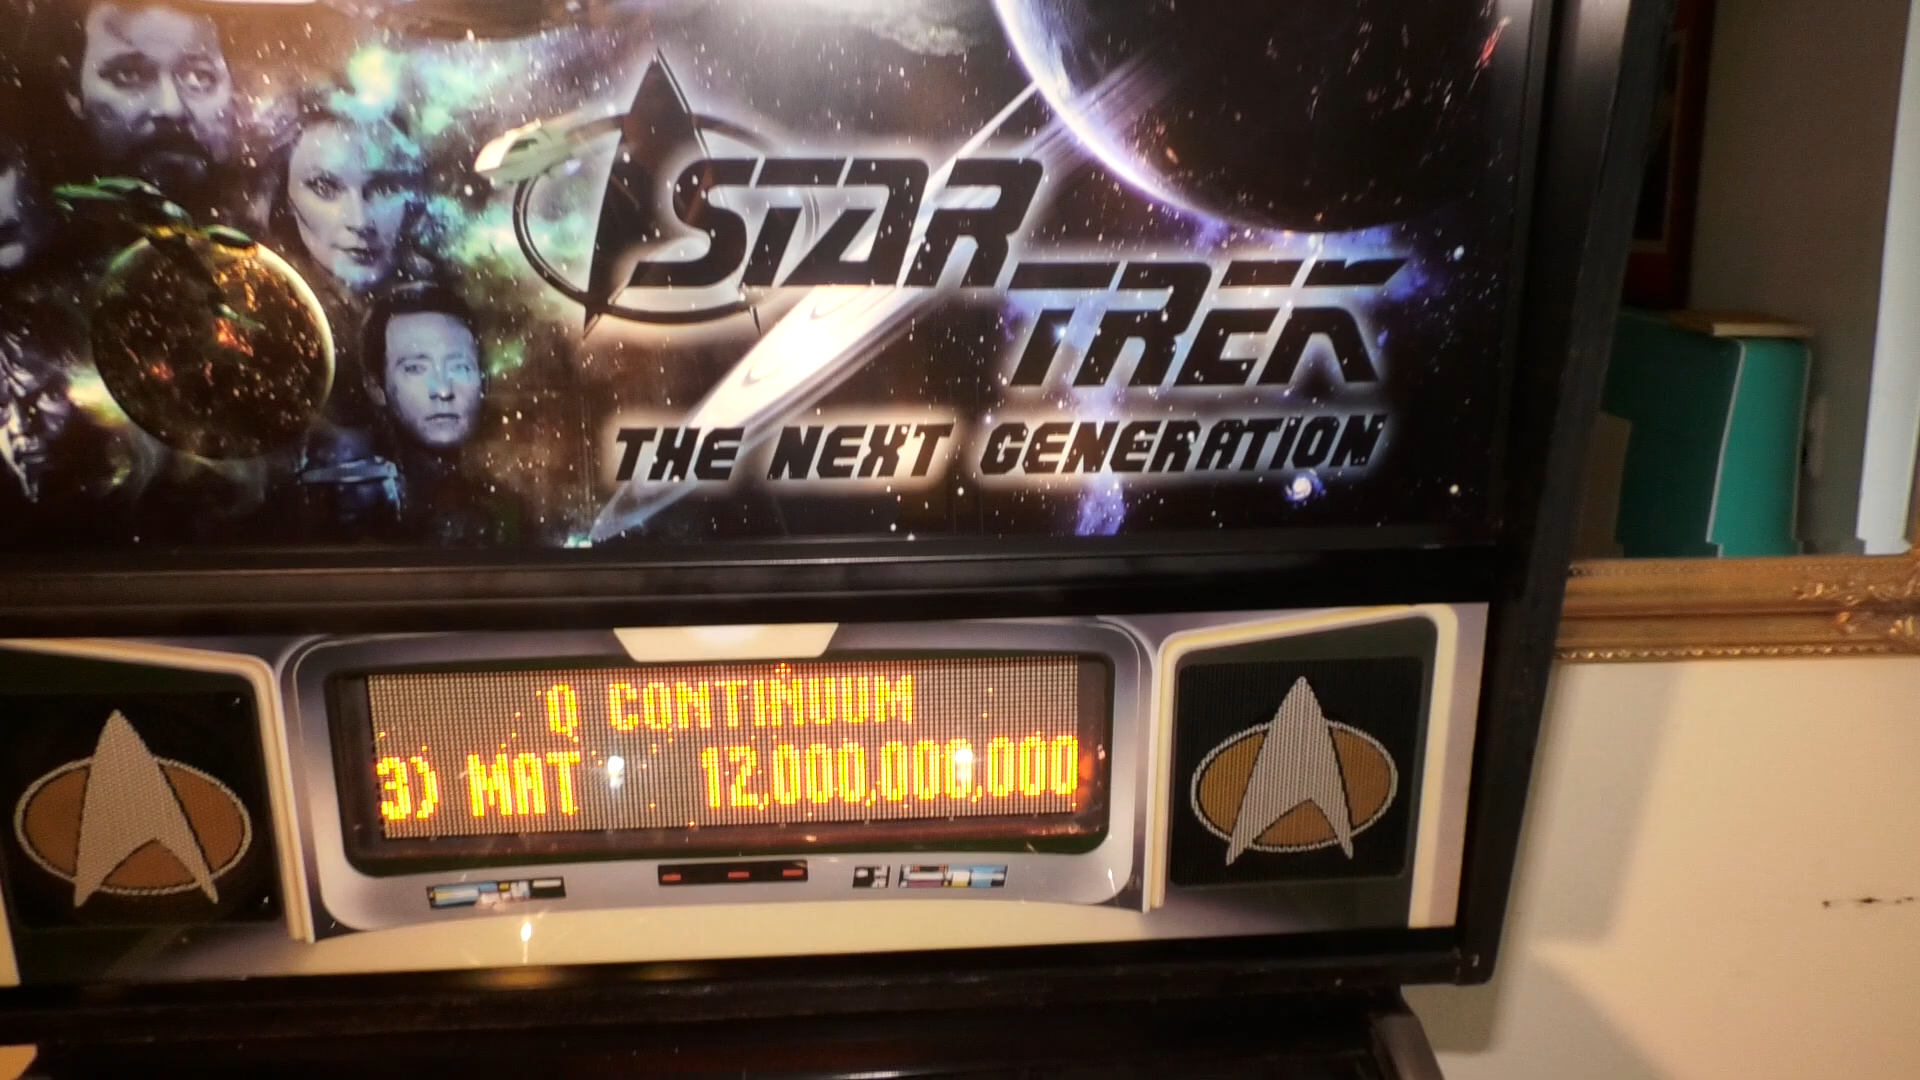 STAR
TREK
THE NEXT GENERATION
Q CONTINUUM
3) MAT 12,000,000,000